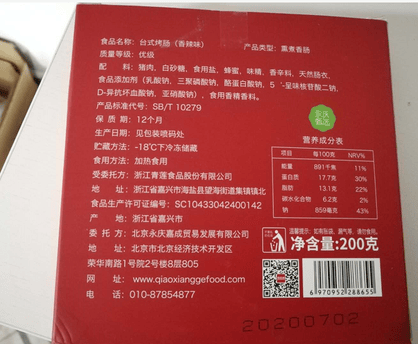 食品名称：台式烤肠（香辣味）
产品类型：熏煮香肠
质量等级：优级
配 料：猪肉、白砂糖、食用盐、蜂蜜、味精、香辛料、天然肠衣、
食品添加剂（乳酸钠，三聚磷酸钠，酪蛋白酸钠，5′-呈味核苷酸二钠，
D-异抗坏血酸钠，亚硝酸钠），食用香精香料。
产品标准代号：SB/T 10279
保 质 期：12个月
生产日期：见包装喷码处
贮藏方法：-18℃下冷冻储藏
食用方法：加热食用
受委托方：浙江青莲食品股份有限公司
地 址：浙江省嘉兴市海盐县望海街道集镇镇北
食品生产许可证编号：SC10433042400142
产 地：浙江省嘉兴市
委 托 方：北京永庆嘉成贸易发展有限公司
地 址：北京市北京经济技术开发区
荣华南路1号院8号楼8层805
网 址：www.qiaoxianggefood.com
电 话：010-87854877
营养成分表
项目 每100克 NRV%
能量 891千焦 11%
蛋白质 17.7克 30%
脂肪 13.1克 22%
碳水化合物 6.2克 2%
钠 859毫克 43%
净含量:200克
6 970952 288655
20200702